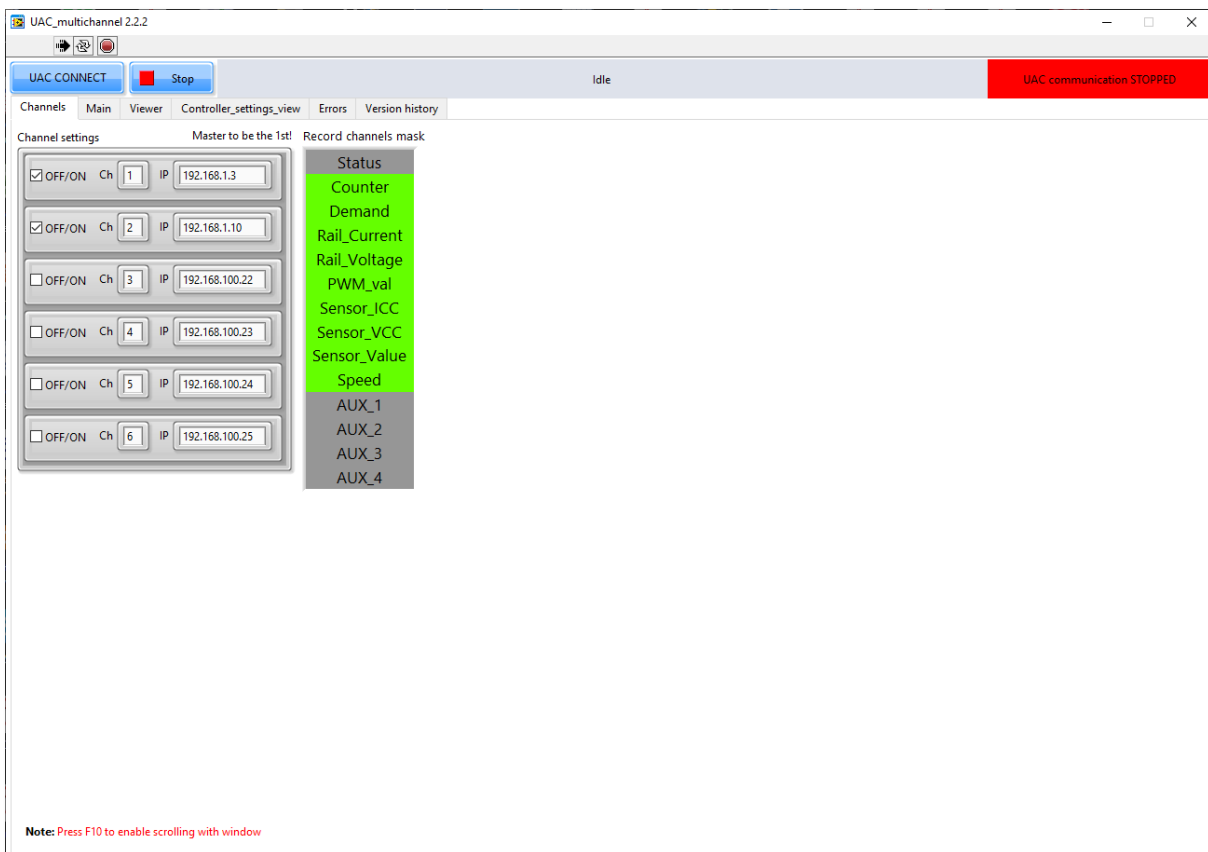 UAC_multichannel 2.2.2
UAC CONNECT Stop Idle UAC communication STOPPED
Channels Main Viewer Controller_settings_view Errors Version history
Channel settings Master to be the 1st! Record channels mask
OFF/ON Ch 1 IP 192.168.1.3
OFF/ON Ch 2 IP 192.168.1.10
OFF/ON Ch 3 IP 192.168.100.22
OFF/ON Ch 4 IP 192.168.100.23
OFF/ON Ch 5 IP 192.168.100.24
OFF/ON Ch 6 IP 192.168.100.25
Status
Counter
Demand
Rail_Current
Rail_Voltage
PWM_val
Sensor_ICC
Sensor_VCC
Sensor_Value
Speed
AUX_1
AUX_2
AUX_3
AUX_4
Note: Press F10 to enable scrolling with window